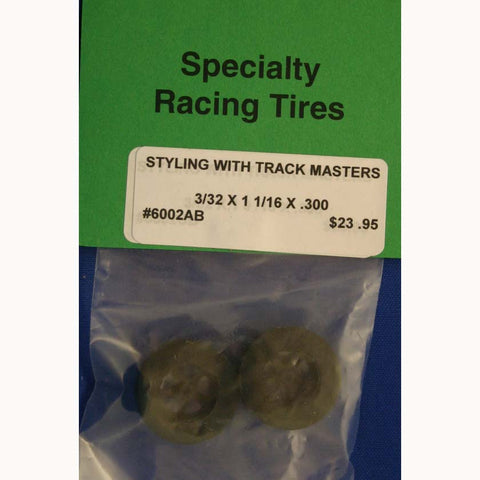 Specialty
Racing Tires
STYLING WITH TRACK MASTERS
3/32 X 1 1/16 X .300
#6002AB
$23 .95